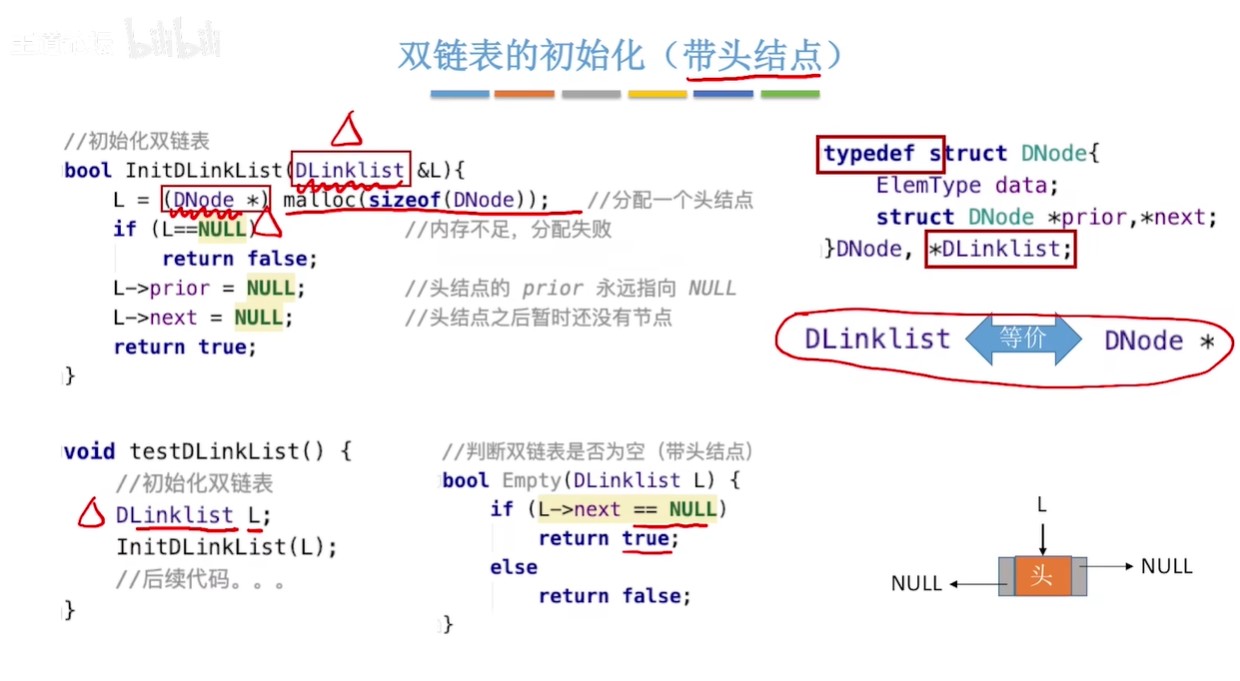 bilibili
双链表的初始化（带头结点）
//初始化双链表
bool InitDLinkList(DLinklist &L){
L = (DNode *) malloc(sizeof(DNode)); //分配一个头结点
if (L==NULL) //内存不足，分配失败
return false;
L->prior = NULL; //头结点的 prior 永远指向 NULL
L->next = NULL; //头结点之后暂时还没有节点
return true;
}
typedef struct DNode{
ElemType data;
struct DNode *prior,*next;
}DNode, *DLinklist;
DLinklist 等价 DNode *
void testDLinkList() {
//初始化双链表
DLinklist L;
InitDLinkList(L);
//后续代码。。。
}
//判断双链表是否为空（带头结点）
bool Empty(DLinklist L) {
if (L->next == NULL)
return true;
else
return false;
}
L
NULL 头 NULL